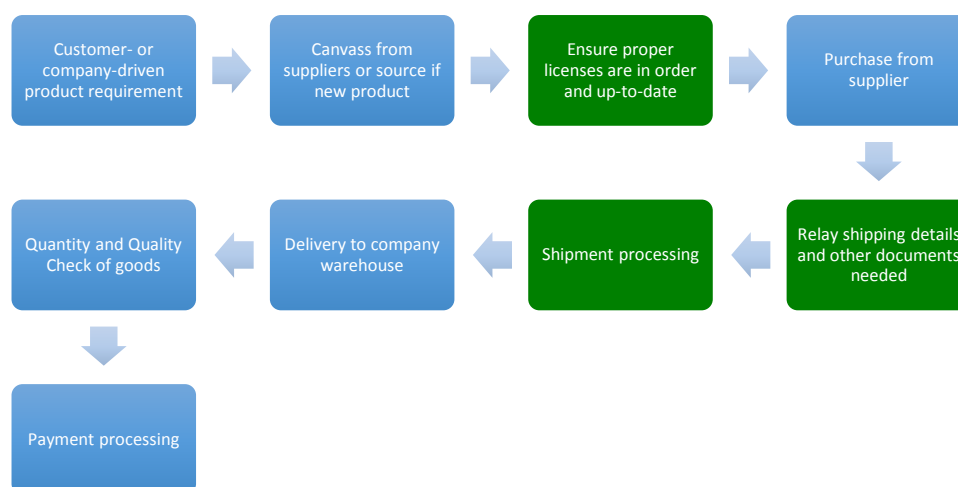 Customer- or
company-driven
product requirement
Canvass from
suppliers or source if
new product
Ensure proper
licenses are in order
and up-to-date
Purchase from
supplier
Relay shipping details
and other documents
needed
Shipment processing
Delivery to company
warehouse
Quantity and Quality
Check of goods
Payment processing